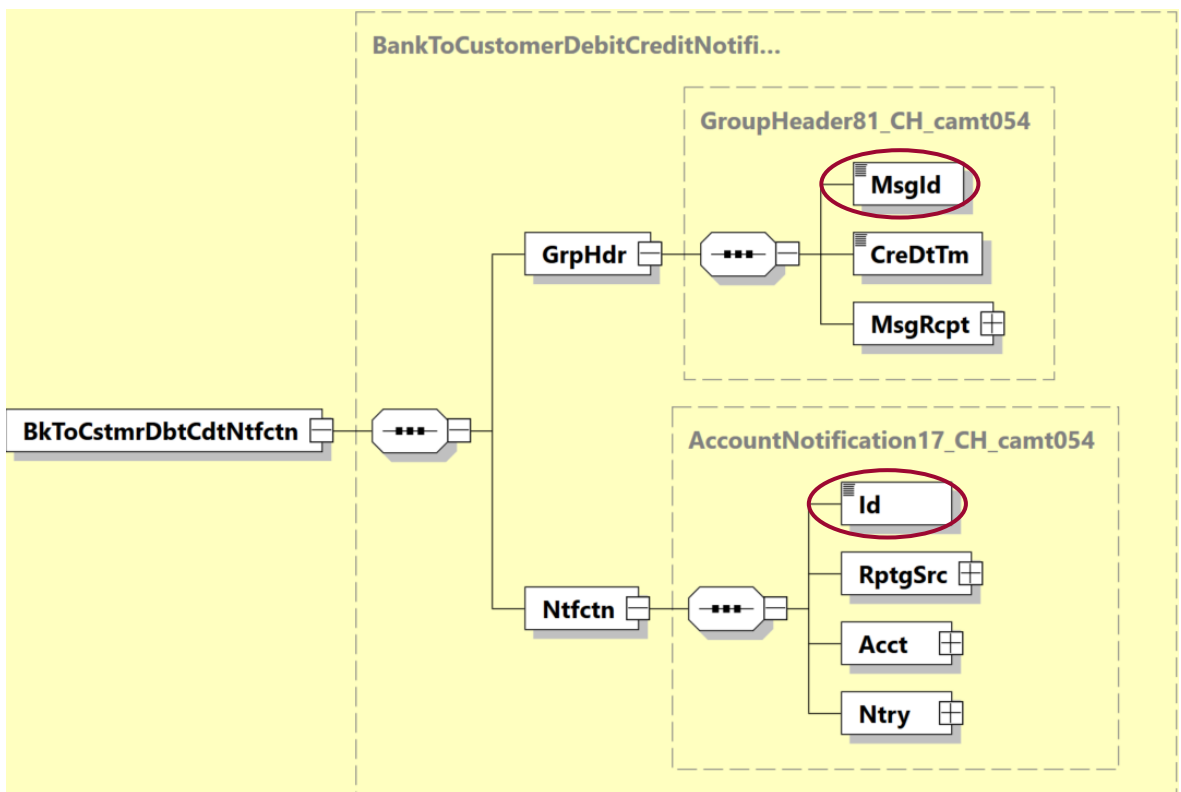 BankToCustomerDebitCreditNotifi...
GroupHeader81_CH_camt054
MsgId
GrpHdr
CreDtTm
MsgRcpt
BkToCstmrDbtCdtNtfctn
AccountNotification17_CH_camt054
Id
RptgSrc
Ntfctn
Acct
Ntry